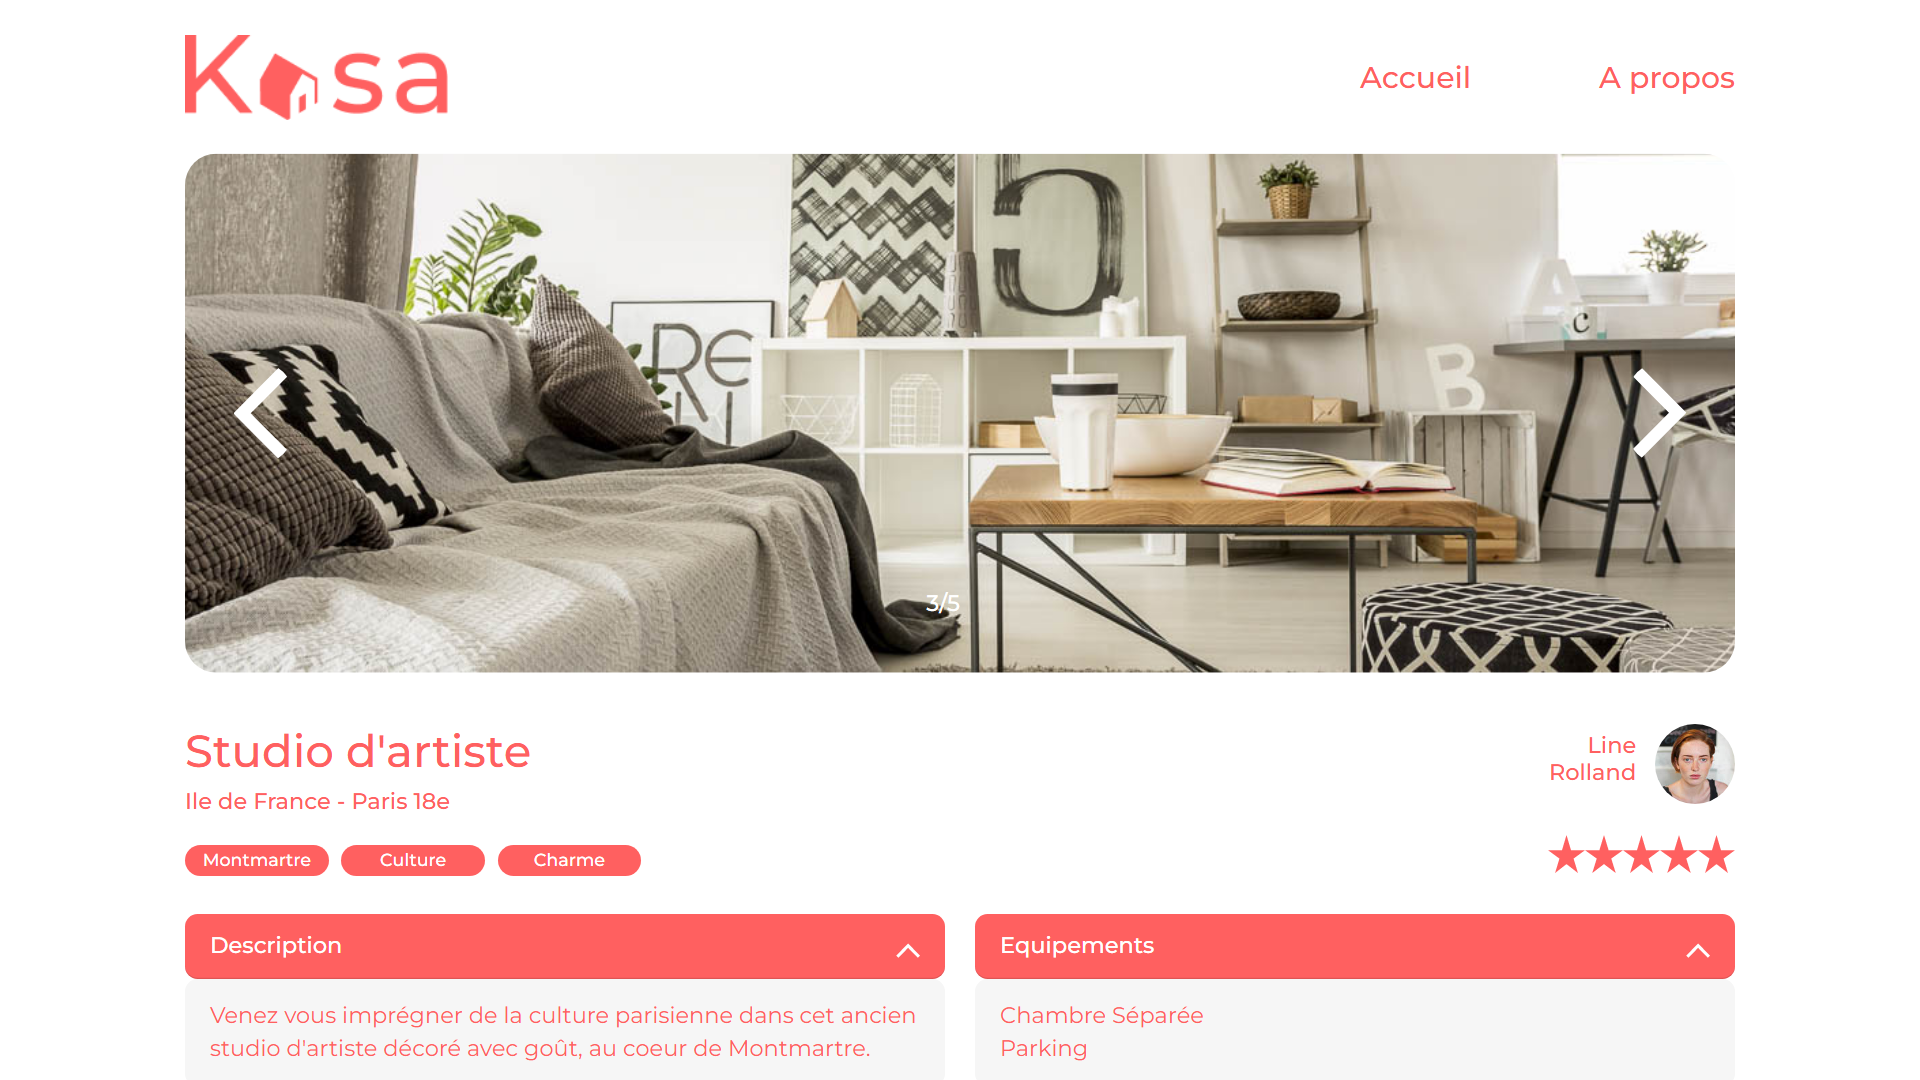 Kasa
Accueil
A propos
C
RE
B
3/5
Studio d'artiste
Ile de France - Paris 18e
Line
Rolland
Montmartre
Culture
Charme
Description
Equipements
Venez vous imprégner de la culture parisienne dans cet ancien
studio d'artiste décoré avec goût, au coeur de Montmartre.
Chambre Séparée
Parking